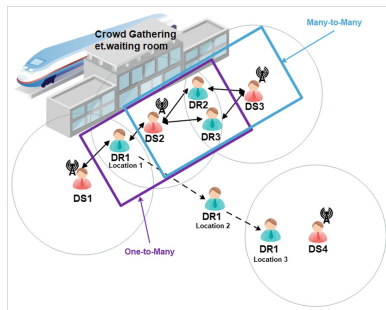 Crowd Gathering
et.waiting room
Many-to-Many
DR2
DS3
DS2
DR3
DR1
Location 1
DS1
DR1
Location 2
DR1
Location 3
DS4
One-to-Many